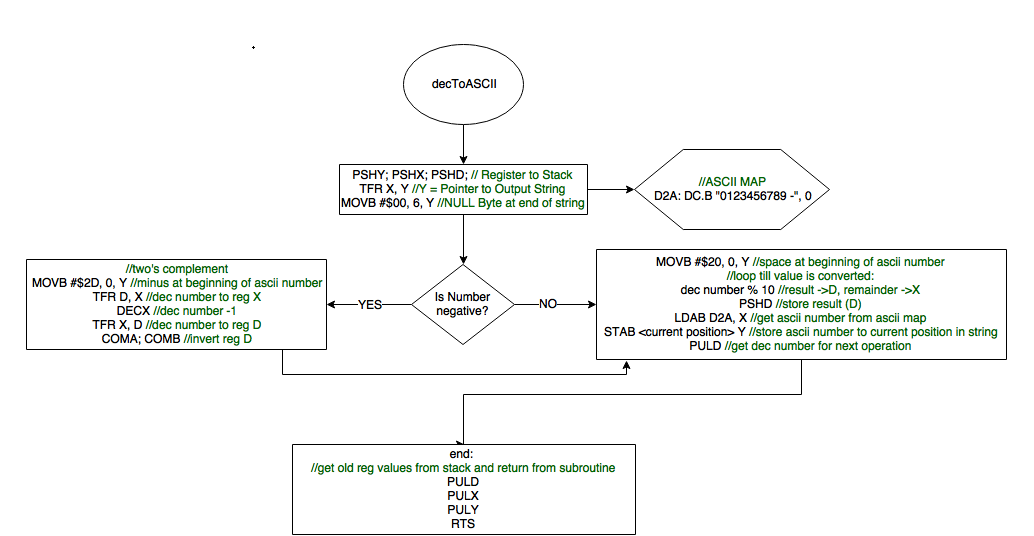 decToASCII
PSHY; PSHX; PSHD; // Register to Stack
TFR X, Y //Y = Pointer to Output String
MOVB #$00, 6, Y //NULL Byte at end of string
//ASCII MAP
D2A: DC.B "0123456789 -", 0
//two's complement
MOVB #$2D, 0, Y //minus at beginning of ascii number
TFR D, X //dec number to reg X
DECX //dec number -1
TFR X, D //dec number to reg D
COMA; COMB //invert reg D
YES
Is Number
negative?
NO
MOVB #$20, 0, Y //space at beginning of ascii number
//loop till value is converted:
dec number % 10 //result ->D, remainder ->X
PSHD //store result (D)
LDAB D2A, X //get ascii number from ascii map
STAB <current position> Y //store ascii number to current position in string
PULD //get dec number for next operation
end:
//get old reg values from stack and return from subroutine
PULD
PULX
PULY
RTS